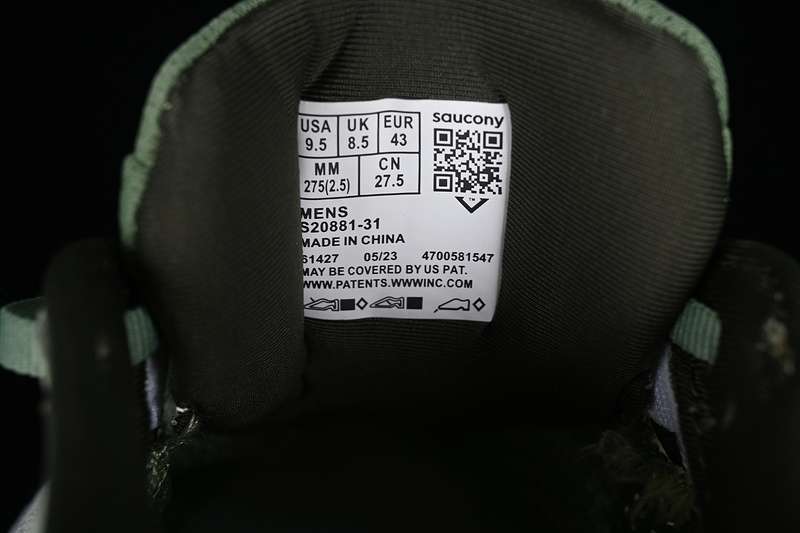 saucony
USA UK EUR
9.5 8.5 43
MM CN
275(2.5) 27.5
™
MENS
S20881-31
MADE IN CHINA
61427 05/23 4700581547
MAY BE COVERED BY US PAT.
WWW.PATENTS.WWWINC.COM